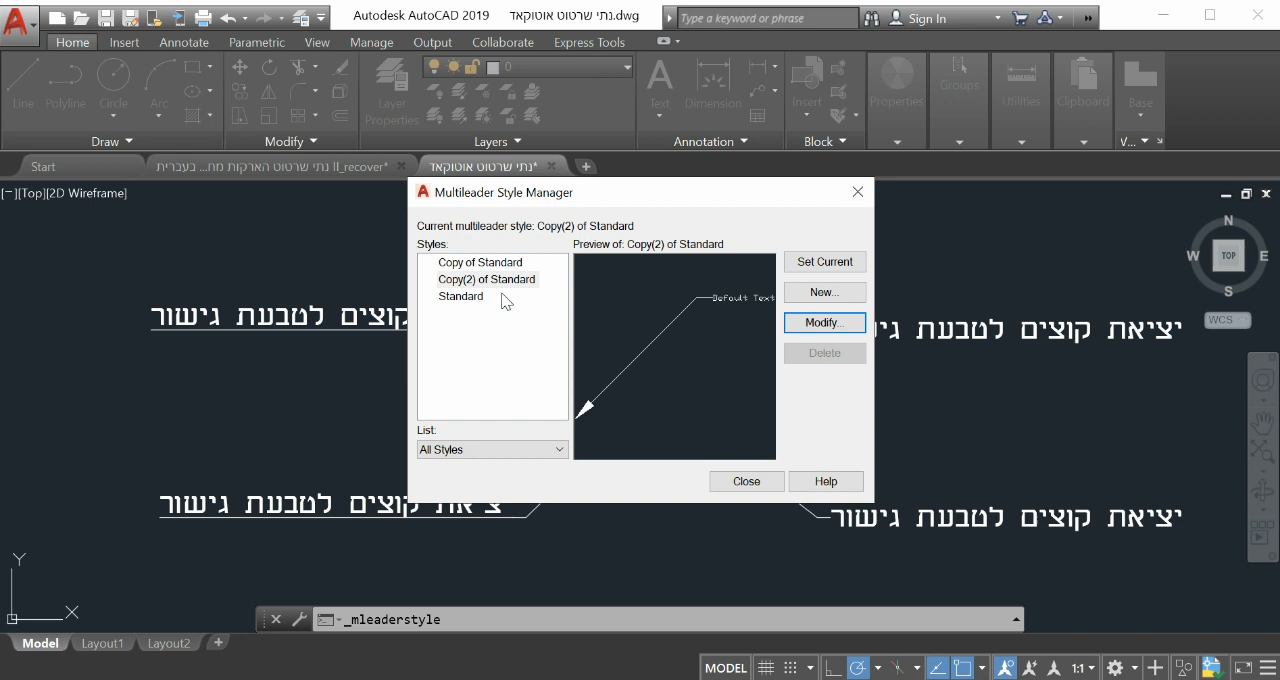 Autodesk AutoCAD 2019 נתי שרטוט אוטוקאד.dwg
Type a keyword or phrase
Sign In
Home Insert Annotate Parametric View Manage Output Collaborate Express Tools
0
Line Polyline Circle Arc
Layer Properties
Text Dimension
Insert
Properties
Groups
Utilities
Clipboard
Base
Draw Modify Layers Annotation Block V...
Start
נתי שרטוט הארקות מח... בעברית II_recover*
נתי שרטוט אוטוקאד*
[−][Top][2D Wireframe]
Multileader Style Manager
Current multileader style: Copy(2) of Standard
Styles:
Copy of Standard
Copy(2) of Standard
Standard
List:
All Styles
Preview of: Copy(2) of Standard
Default Text
Set Current
New...
Modify...
Delete
Close
Help
N
W TOP E
S
WCS
קוצים לטבעת גישור
יציאת קוצים לטבעת גישור
קוצים לטבעת גישור
יציאת קוצים לטבעת גישור
Y
X
_mleaderstyle
Model Layout1 Layout2
MODEL
1:1